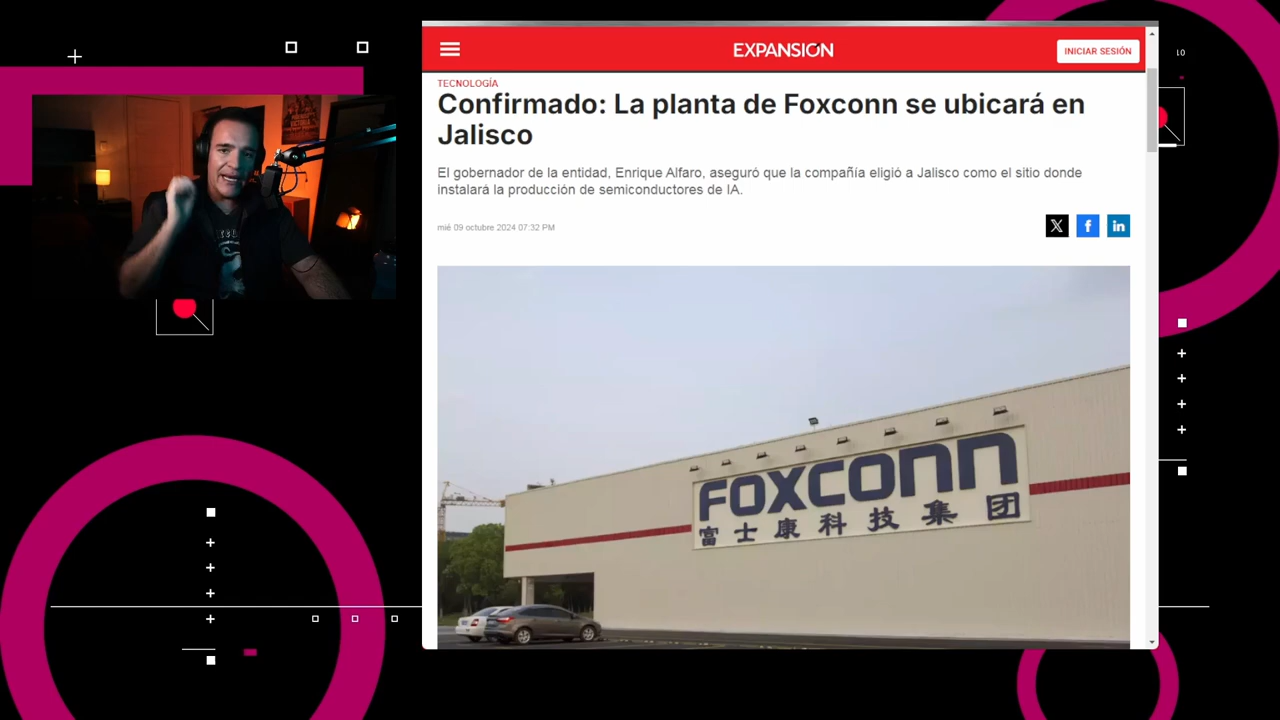 EXPANSIÓN
INICIAR SESIÓN
TECNOLOGÍA
Confirmado: La planta de Foxconn se ubicará en
Jalisco
El gobernador de la entidad, Enrique Alfaro, aseguró que la compañía eligió a Jalisco como el sitio donde
instalará la producción de semiconductores de IA.
mié 09 octubre 2024 07:32 PM
FOXCONN
富士康科技集团
01